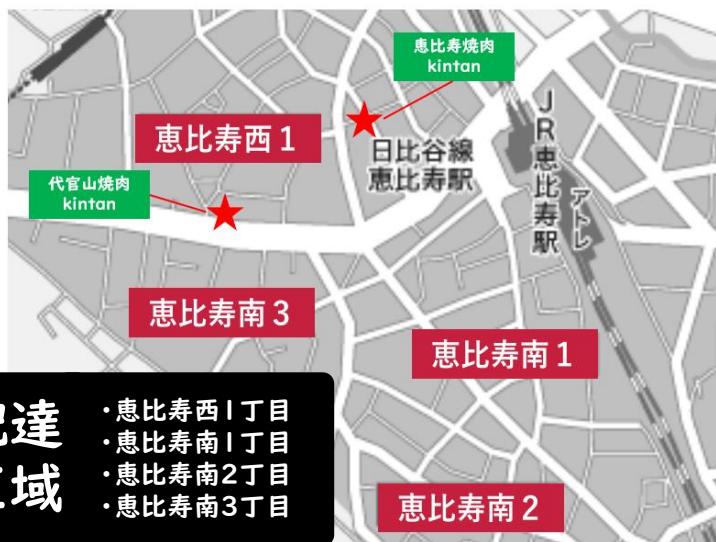 恵比寿焼肉
kintan
恵比寿西1
日比谷線
恵比寿駅
JR恵比寿駅
アトレ
代官山焼肉
kintan
恵比寿南3
恵比寿南1
達
域
・恵比寿西1丁目
・恵比寿南1丁目
・恵比寿南2丁目
・恵比寿南3丁目
恵比寿南2